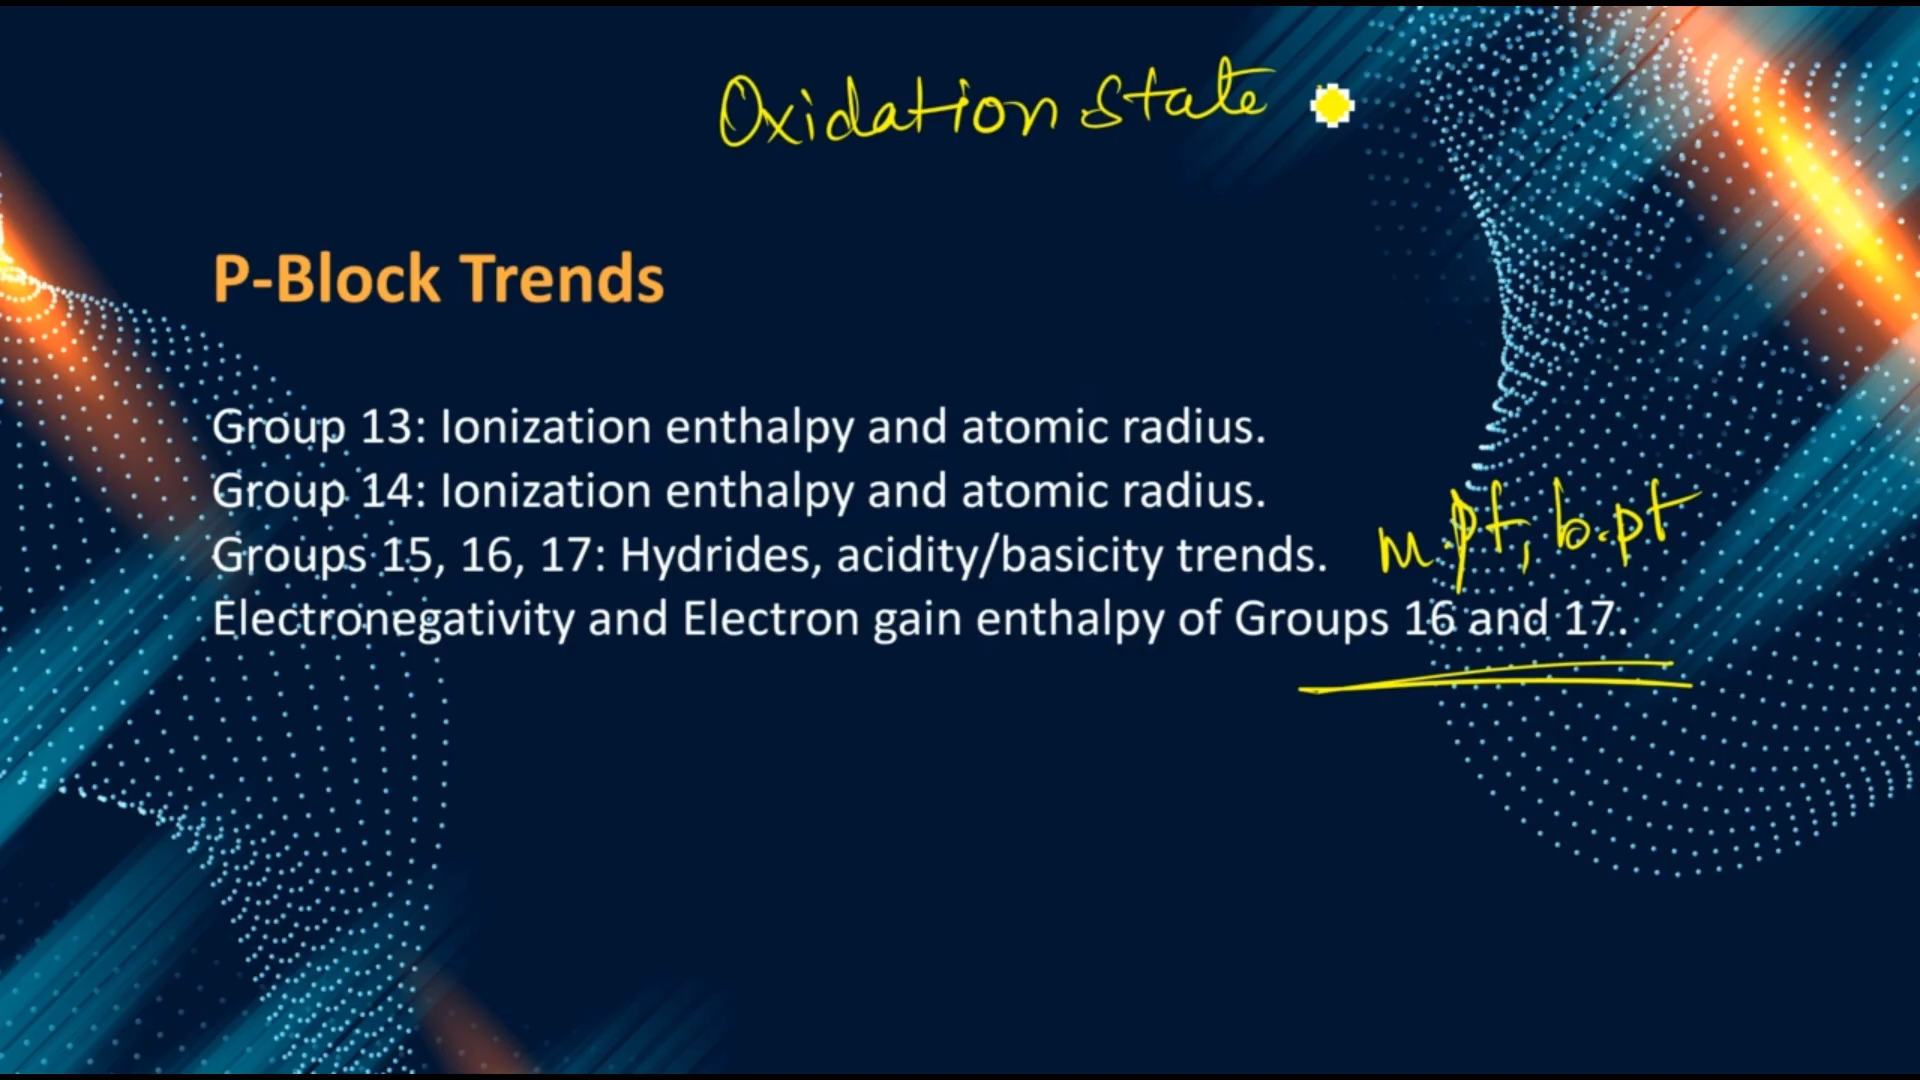 Oxidation State
P-Block Trends
Group 13: Ionization enthalpy and atomic radius.
Group 14: Ionization enthalpy and atomic radius.
Groups 15, 16, 17: Hydrides, acidity/basicity trends. m.pt, b.pt
Electronegativity and Electron gain enthalpy of Groups 16 and 17.